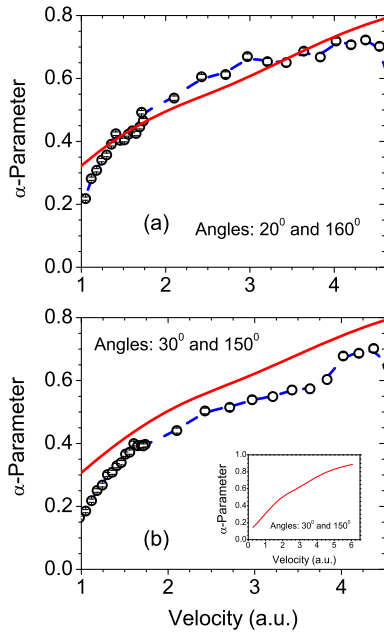 0.8
0.6
0.4
0.2
0.0
α-Parameter
(a)
Angles: 20⁰ and 160⁰
1 2 3 4
0.8
0.6
0.4
0.2
0.0
α-Parameter
Angles: 30⁰ and 150⁰
(b)
1.0
0.8
0.6
0.4
0.2
0.0
α-Parameter
Angles: 30⁰ and 150⁰
0 1 2 3 4 5 6
Velocity (a.u.)
1 2 3 4
Velocity (a.u.)